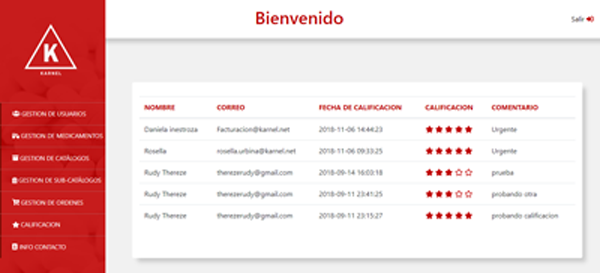 Bienvenido
Salir
K
KARNEL
GESTION DE USUARIOS
GESTION DE MEDICAMENTOS
GESTION DE CATÁLOGOS
GESTION DE SUB-CATÁLOGOS
GESTION DE ORDENES
CALIFICACION
INFO CONTACTO
NOMBRE CORREO FECHA DE CALIFICACION CALIFICACION COMENTARIO
Daniela inestroza Facturacion@karnel.net 2018-11-06 14:44:23 Urgente
Rosella rosella.urbina@karnel.net 2018-11-06 09:33:25 Urgente
Rudy Thereze therezerudy@gmail.com 2018-09-14 16:03:18 prueba
Rudy Thereze therezerudy@gmail.com 2018-09-11 23:41:25 probando otra
Rudy Thereze therezerudy@gmail.com 2018-09-11 23:15:27 probando calificacion